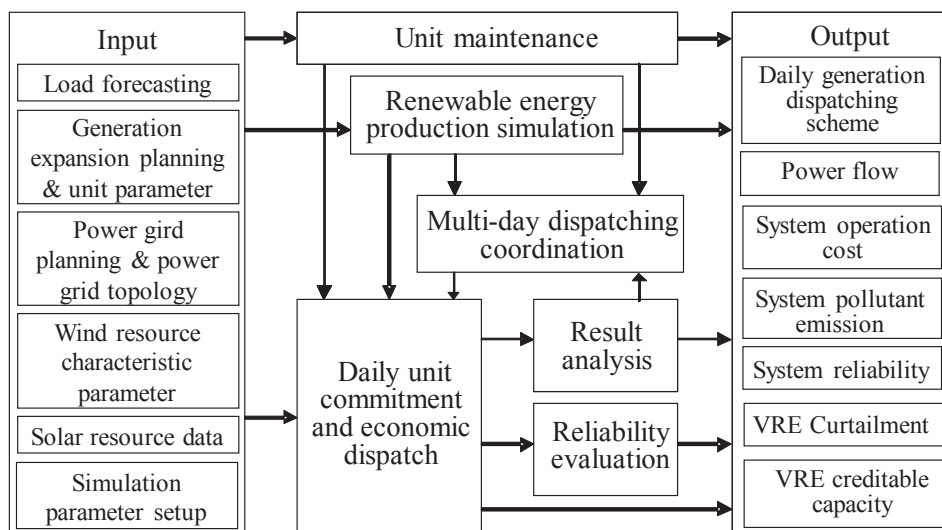 Input
Load forecasting
Generation
expansion planning
& unit parameter
Power gird
planning & power
grid topology
Wind resource
characteristic
parameter
Solar resource data
Simulation
parameter setup
Unit maintenance
Renewable energy
production simulation
Multi-day dispatching
coordination
Daily unit
commitment
and economic
dispatch
Result
analysis
Reliability
evaluation
Output
Daily generation
dispatching
scheme
Power flow
System operation
cost
System pollutant
emission
System reliability
VRE Curtailment
VRE creditable
capacity